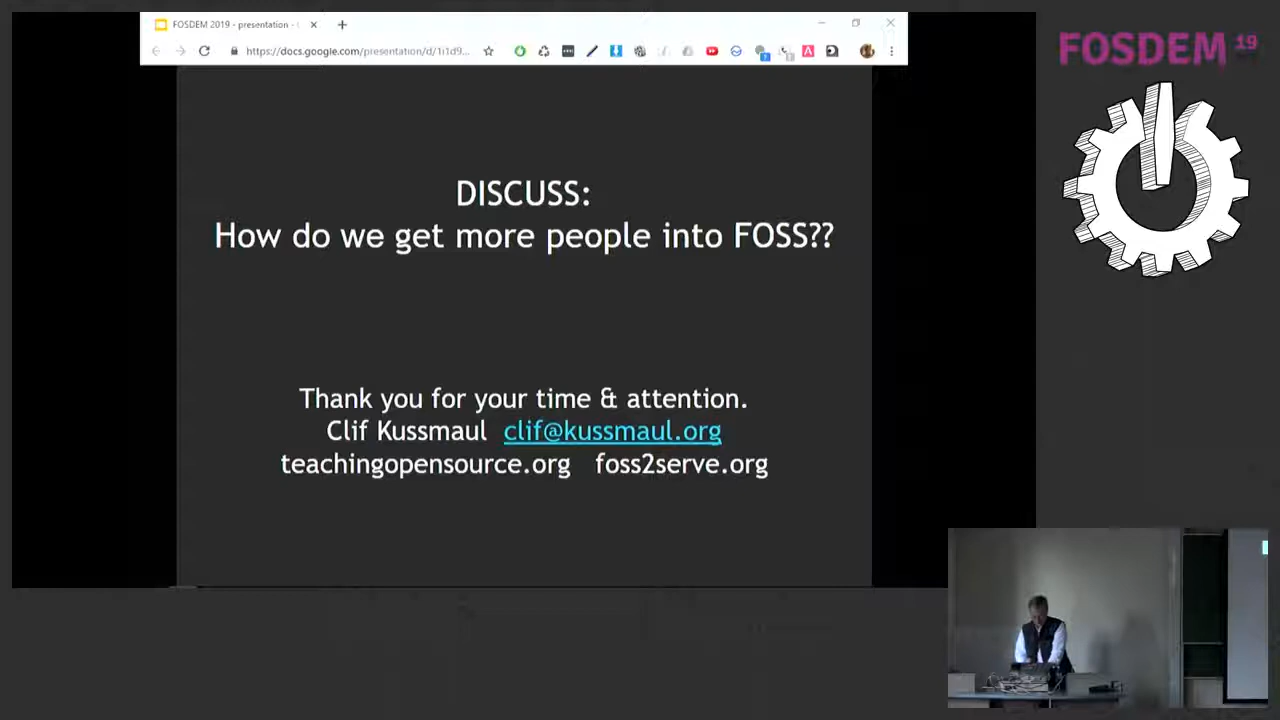 FOSDEM 2019 - presentation -
https://docs.google.com/presentation/d/1i1d9...
FOSDEM 19
DISCUSS:
How do we get more people into FOSS??
Thank you for your time & attention.
Clif Kussmaul clif@kussmaul.org
teachingopensource.org foss2serve.org